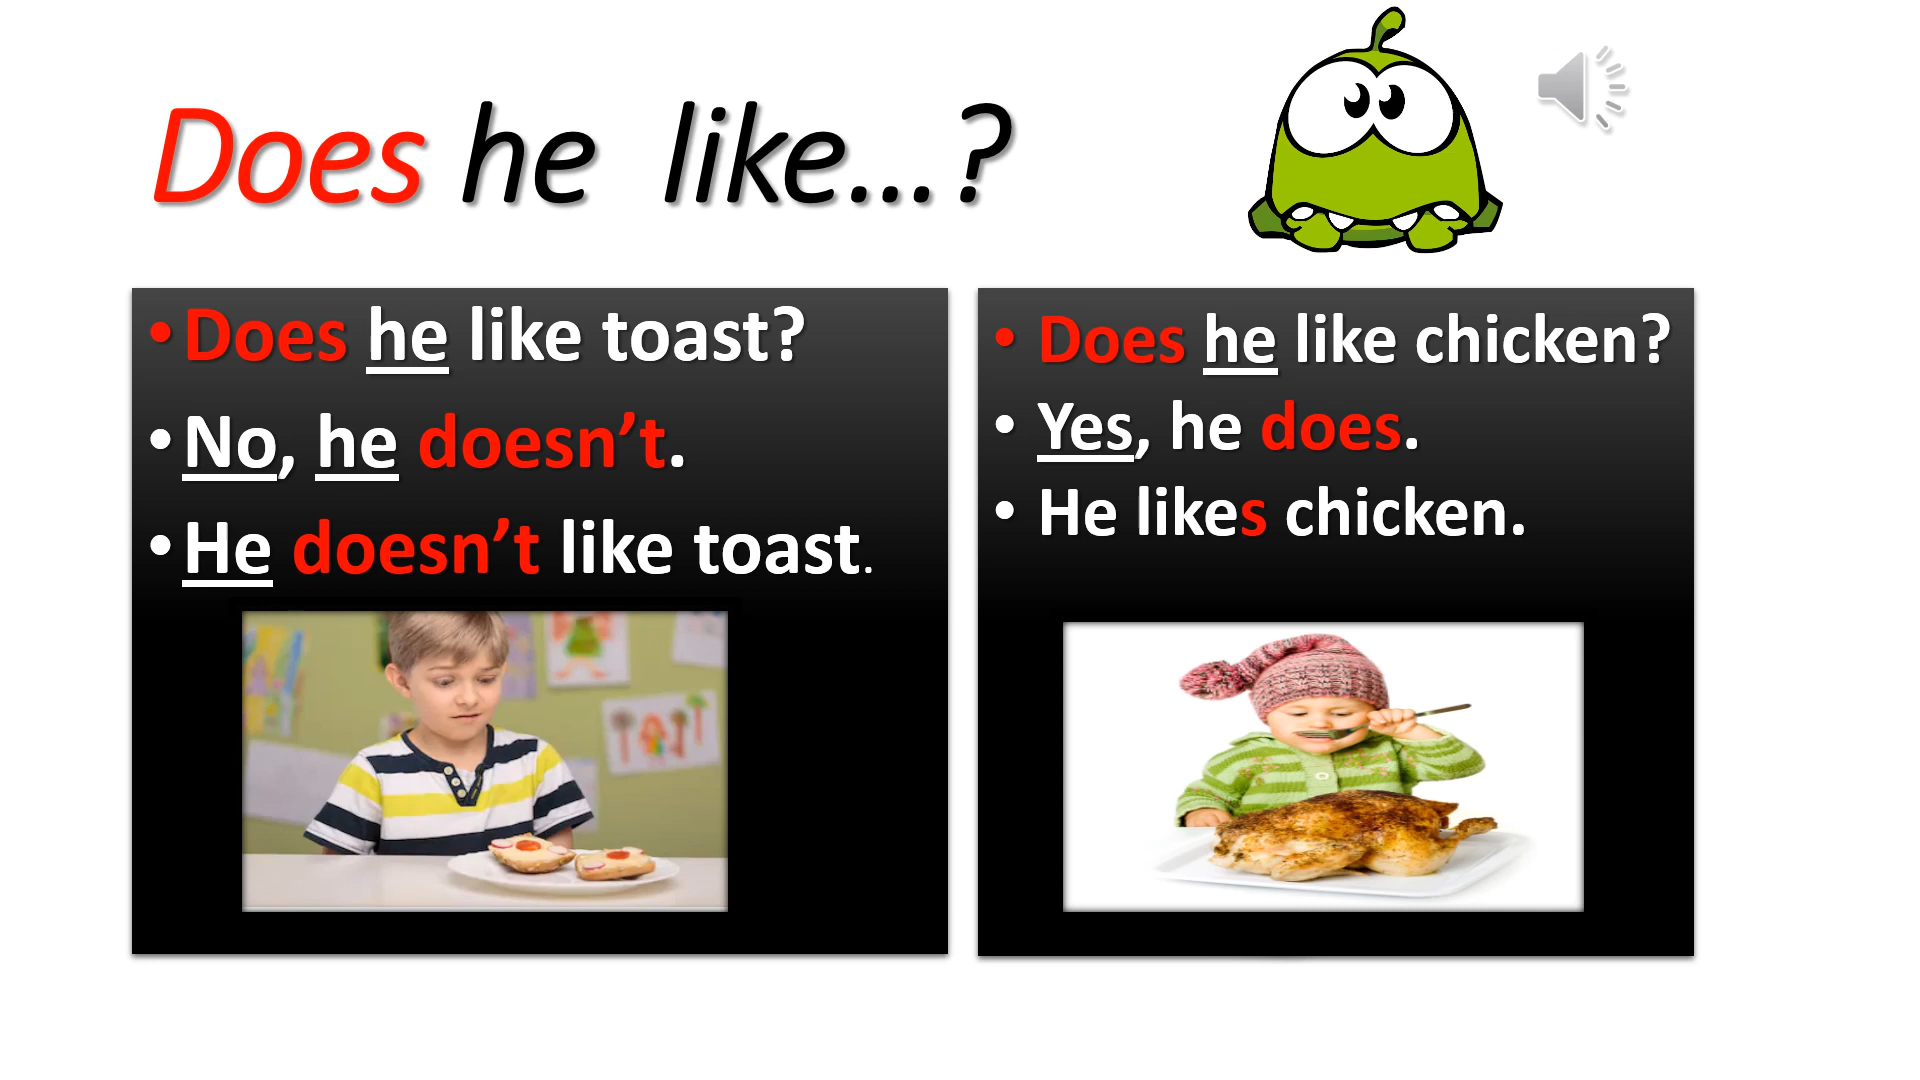 Does he like...?
• Does he like toast?
• No, he doesn’t.
• He doesn’t like toast.
• Does he like chicken?
• Yes, he does.
• He likes chicken.